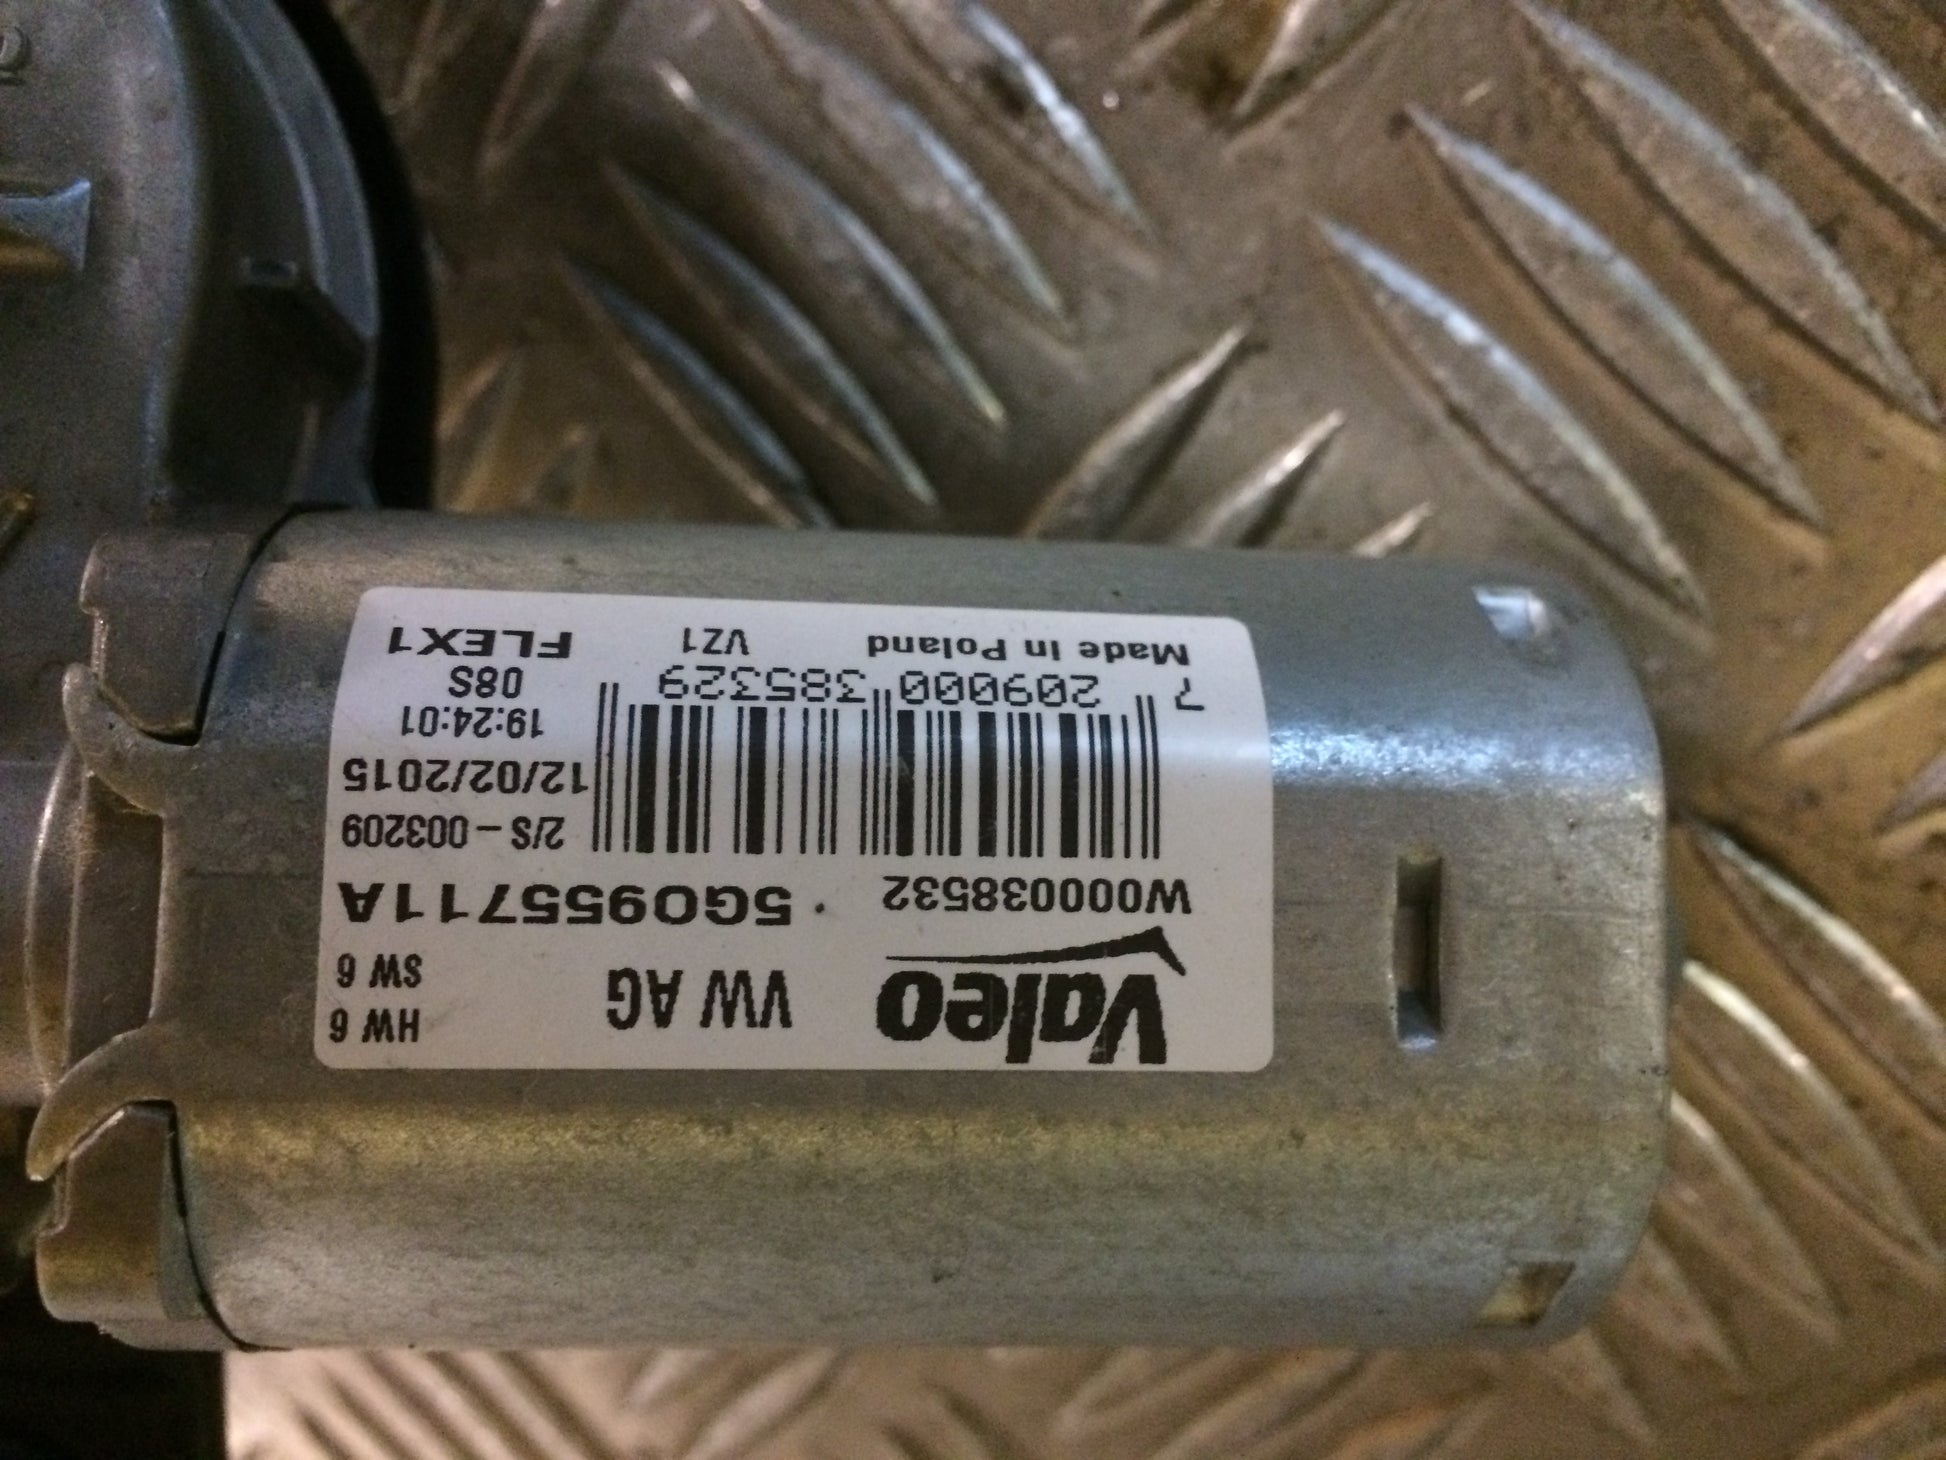 Valeo VW AG HW 6
SW 6
W000038532 5G0955711A
2/S - 003209
12/02/2015
19:24:01
7 209000 385329 08S
Made in Poland VZ1 FLEX1